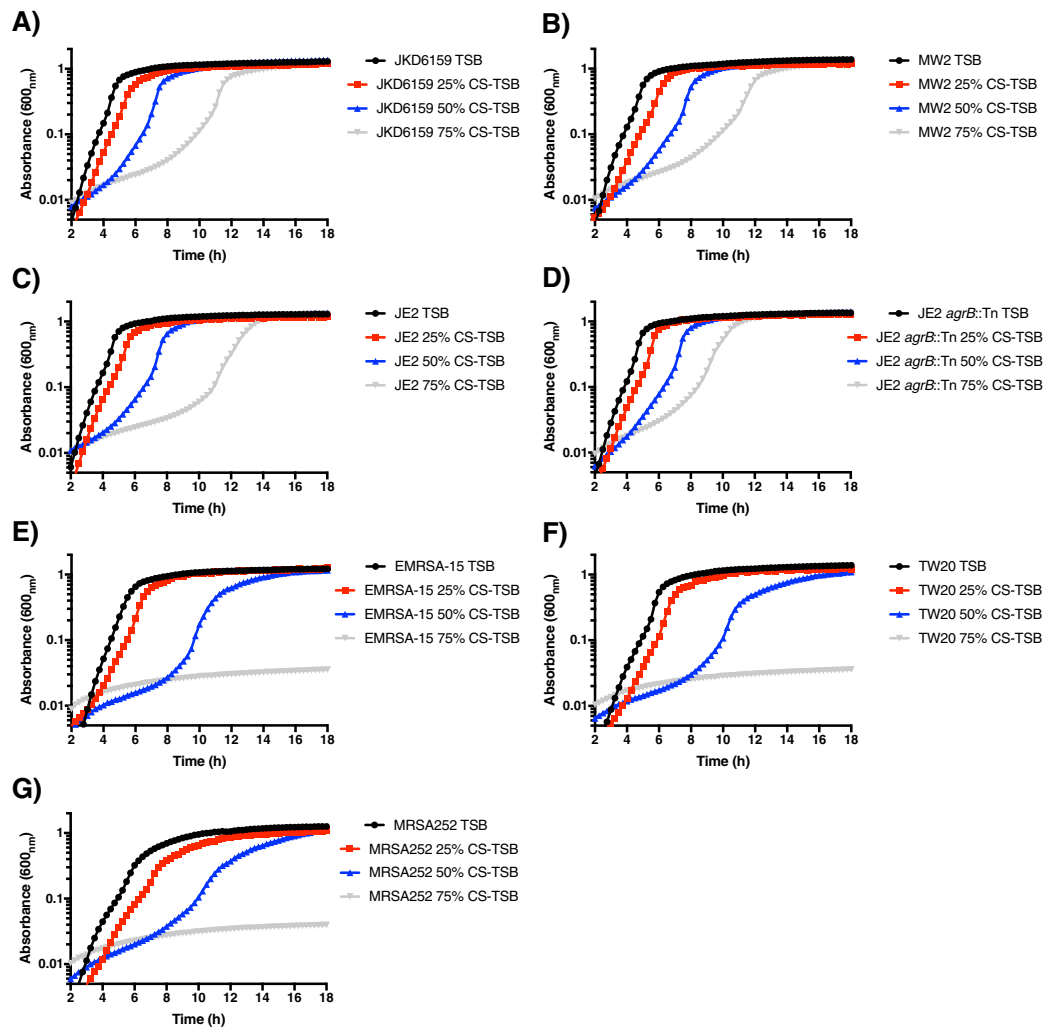 A)
JKD6159 TSB
JKD6159 25% CS-TSB
JKD6159 50% CS-TSB
JKD6159 75% CS-TSB
Absorbance (600nm)
1
0.1
0.01
2 4 6 8 10 12 14 16 18
Time (h)
B)
MW2 TSB
MW2 25% CS-TSB
MW2 50% CS-TSB
MW2 75% CS-TSB
Absorbance (600nm)
1
0.1
0.01
2 4 6 8 10 12 14 16 18
Time (h)
C)
JE2 TSB
JE2 25% CS-TSB
JE2 50% CS-TSB
JE2 75% CS-TSB
Absorbance (600nm)
1
0.1
0.01
2 4 6 8 10 12 14 16 18
Time (h)
D)
JE2 agrB::Tn TSB
JE2 agrB::Tn 25% CS-TSB
JE2 agrB::Tn 50% CS-TSB
JE2 agrB::Tn 75% CS-TSB
Absorbance (600nm)
1
0.1
0.01
2 4 6 8 10 12 14 16 18
Time (h)
E)
EMRSA-15 TSB
EMRSA-15 25% CS-TSB
EMRSA-15 50% CS-TSB
EMRSA-15 75% CS-TSB
Absorbance (600nm)
1
0.1
0.01
2 4 6 8 10 12 14 16 18
Time (h)
F)
TW20 TSB
TW20 25% CS-TSB
TW20 50% CS-TSB
TW20 75% CS-TSB
Absorbance (600nm)
1
0.1
0.01
2 4 6 8 10 12 14 16 18
Time (h)
G)
MRSA252 TSB
MRSA252 25% CS-TSB
MRSA252 50% CS-TSB
MRSA252 75% CS-TSB
Absorbance (600nm)
1
0.1
0.01
2 4 6 8 10 12 14 16 18
Time (h)